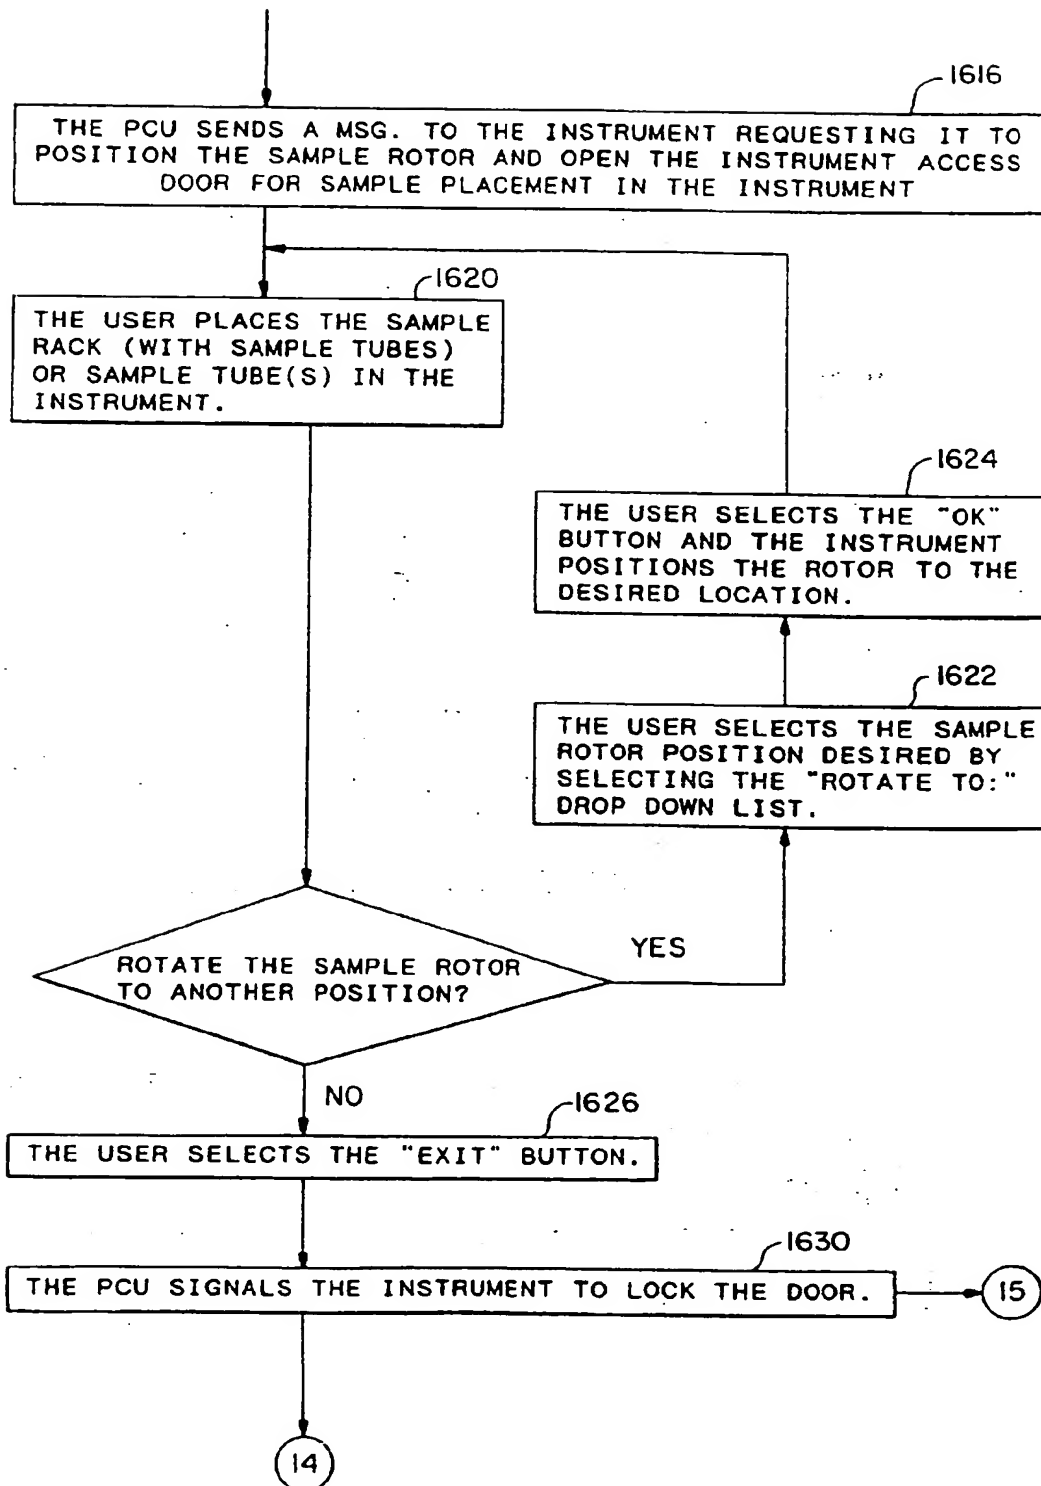 1616
THE PCU SENDS A MSG. TO THE INSTRUMENT REQUESTING IT TO
POSITION THE SAMPLE ROTOR AND OPEN THE INSTRUMENT ACCESS
DOOR FOR SAMPLE PLACEMENT IN THE INSTRUMENT
1620
THE USER PLACES THE SAMPLE
RACK (WITH SAMPLE TUBES)
OR SAMPLE TUBE(S) IN THE
INSTRUMENT.
1624
THE USER SELECTS THE "OK"
BUTTON AND THE INSTRUMENT
POSITIONS THE ROTOR TO THE
DESIRED LOCATION.
1622
THE USER SELECTS THE SAMPLE
ROTOR POSITION DESIRED BY
SELECTING THE "ROTATE TO:"
DROP DOWN LIST.
ROTATE THE SAMPLE ROTOR
TO ANOTHER POSITION?
YES
NO
1626
THE USER SELECTS THE "EXIT" BUTTON.
1630
THE PCU SIGNALS THE INSTRUMENT TO LOCK THE DOOR.
15
14